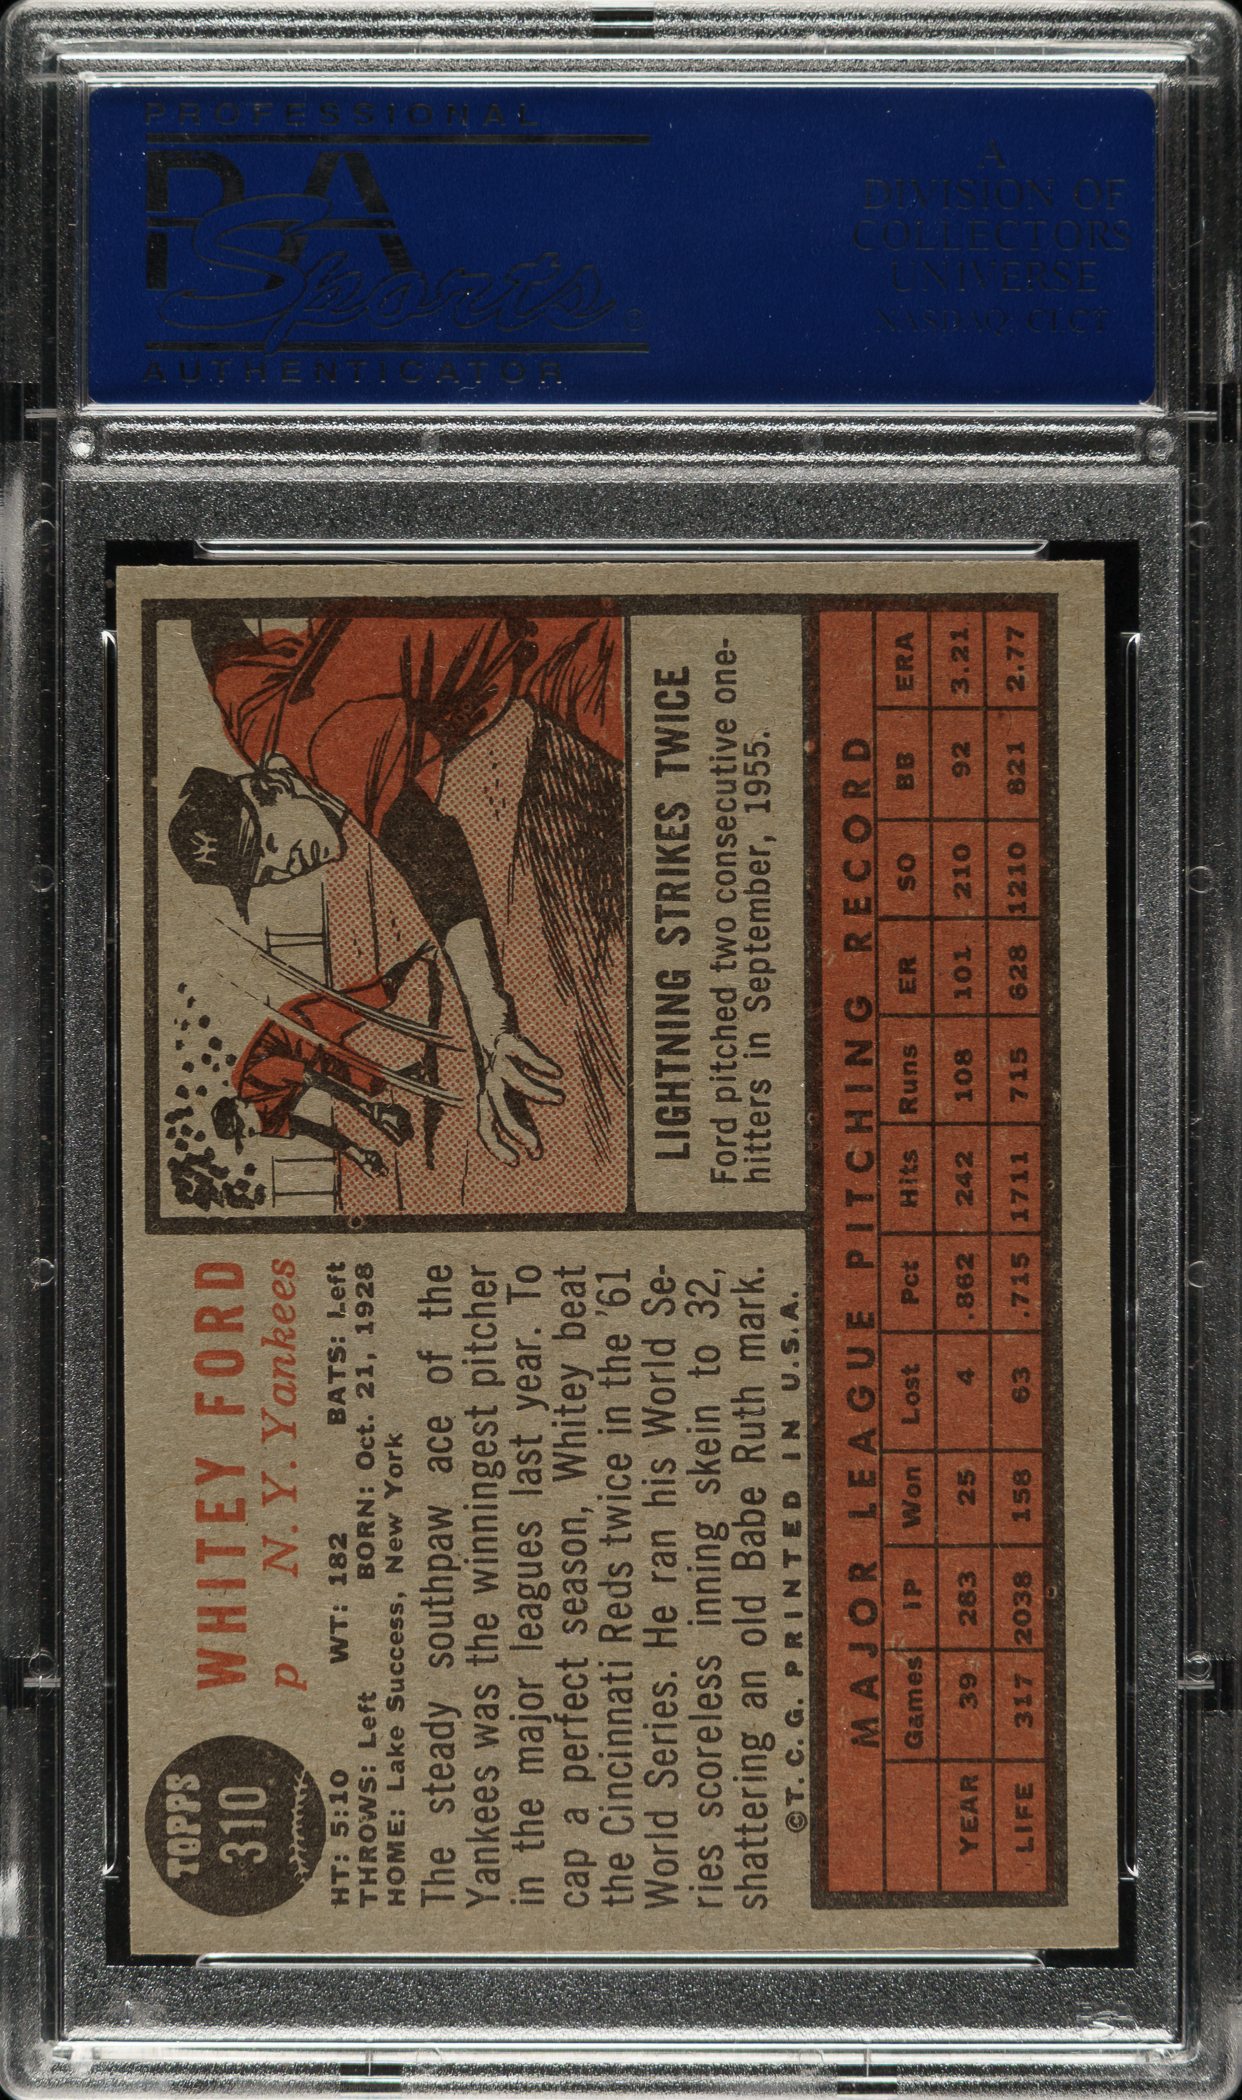 PROFESSIONAL
PSA
Sports
©
AUTHENTICATOR
A
DIVISION OF
COLLECTORS
UNIVERSE
NASDAQ: CLCT
TOPPS
310
WHITEY FORD
p N. Y. Yankees
HT: 5:10 WT: 182 BATS: Left
THROWS: Left BORN: Oct. 21, 1928
HOME: Lake Success, New York
The steady southpaw ace of the
Yankees was the winningest pitcher
in the major leagues last year. To
cap a perfect season, Whitey beat
the Cincinnati Reds twice in the '61
World Series. He ran his World Se-
ries scoreless inning skein to 32,
shattering an old Babe Ruth mark.
©T. C. G. PRINTED IN U.S.A.
NY
LIGHTNING STRIKES TWICE
Ford pitched two consecutive one-
hitters in September, 1955.
MAJOR LEAGUE PITCHING RECORD
Games IP Won Lost Pct Hits Runs ER SO BB ERA
YEAR 39 283 25 4 .862 242 108 101 210 92 3.21
LIFE 317 2038 158 63 .715 1711 715 628 1210 821 2.77